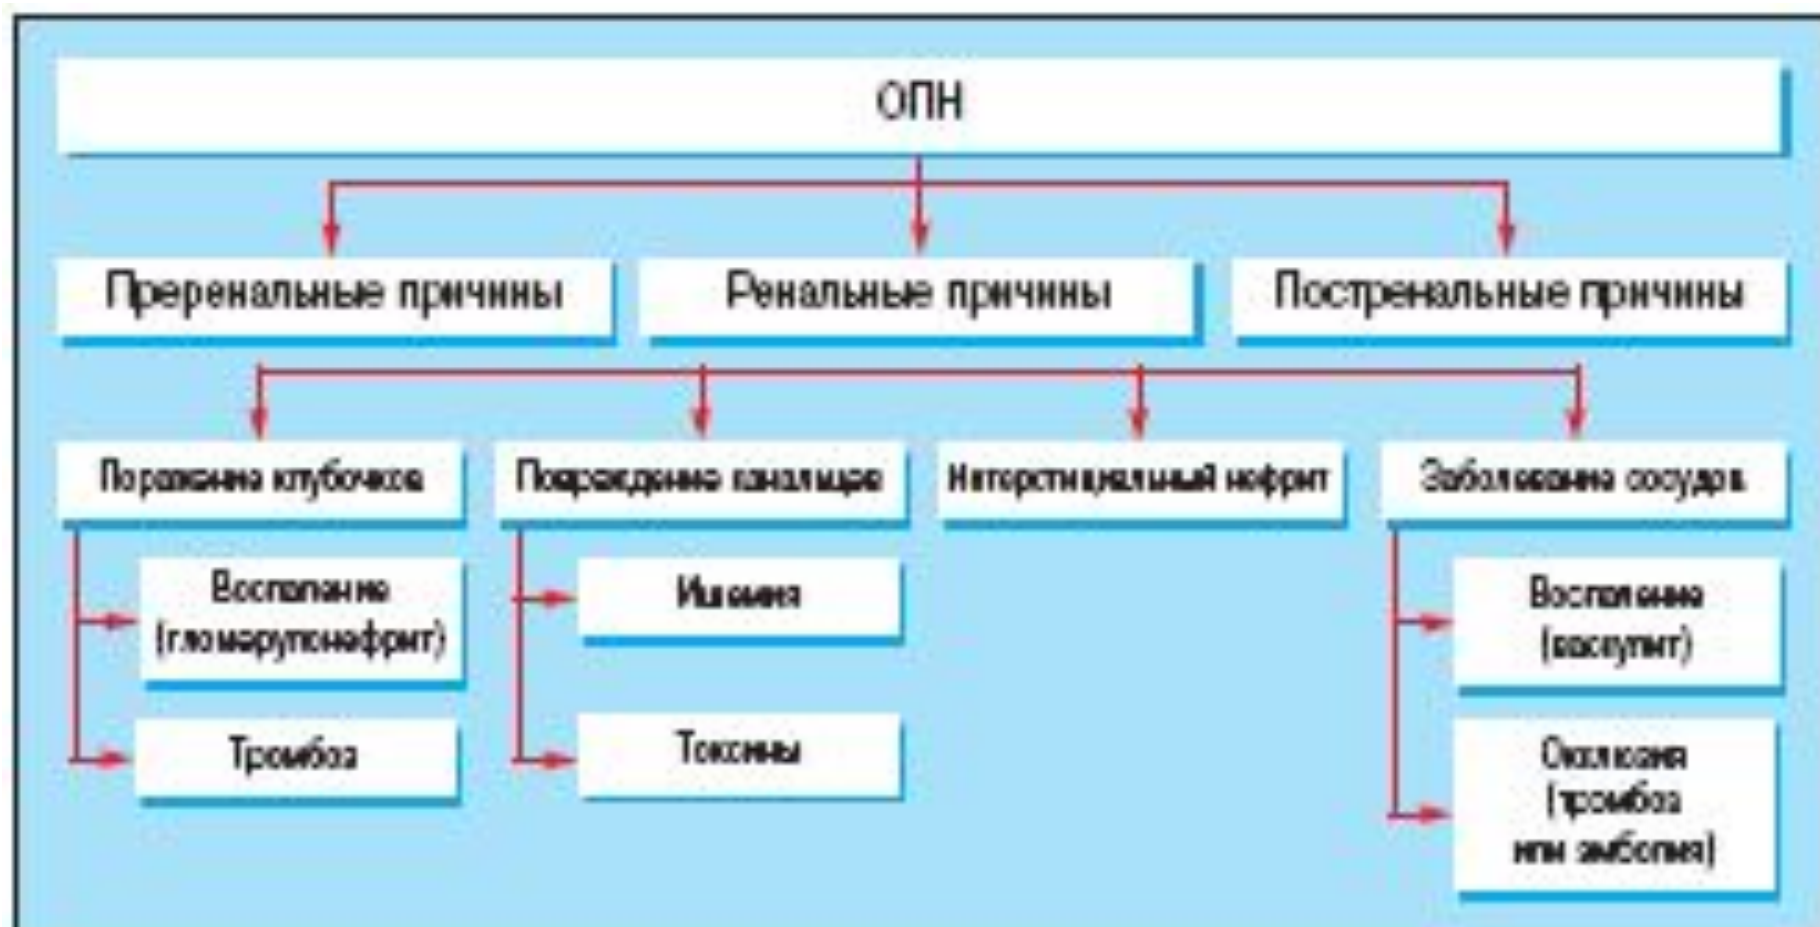 ОПН
Преренальные причины
Ренальные причины
Постренальные причины
Поражение клубочков
Повреждение канальцев
Интерстициальный нефрит
Заболевание сосудов
Воспаление
(гломерулонефрит)
Тромбоз
Ишемия
Токсины
Воспаление
(васкулит)
Окклюзия
(тромбоз
или эмболия)